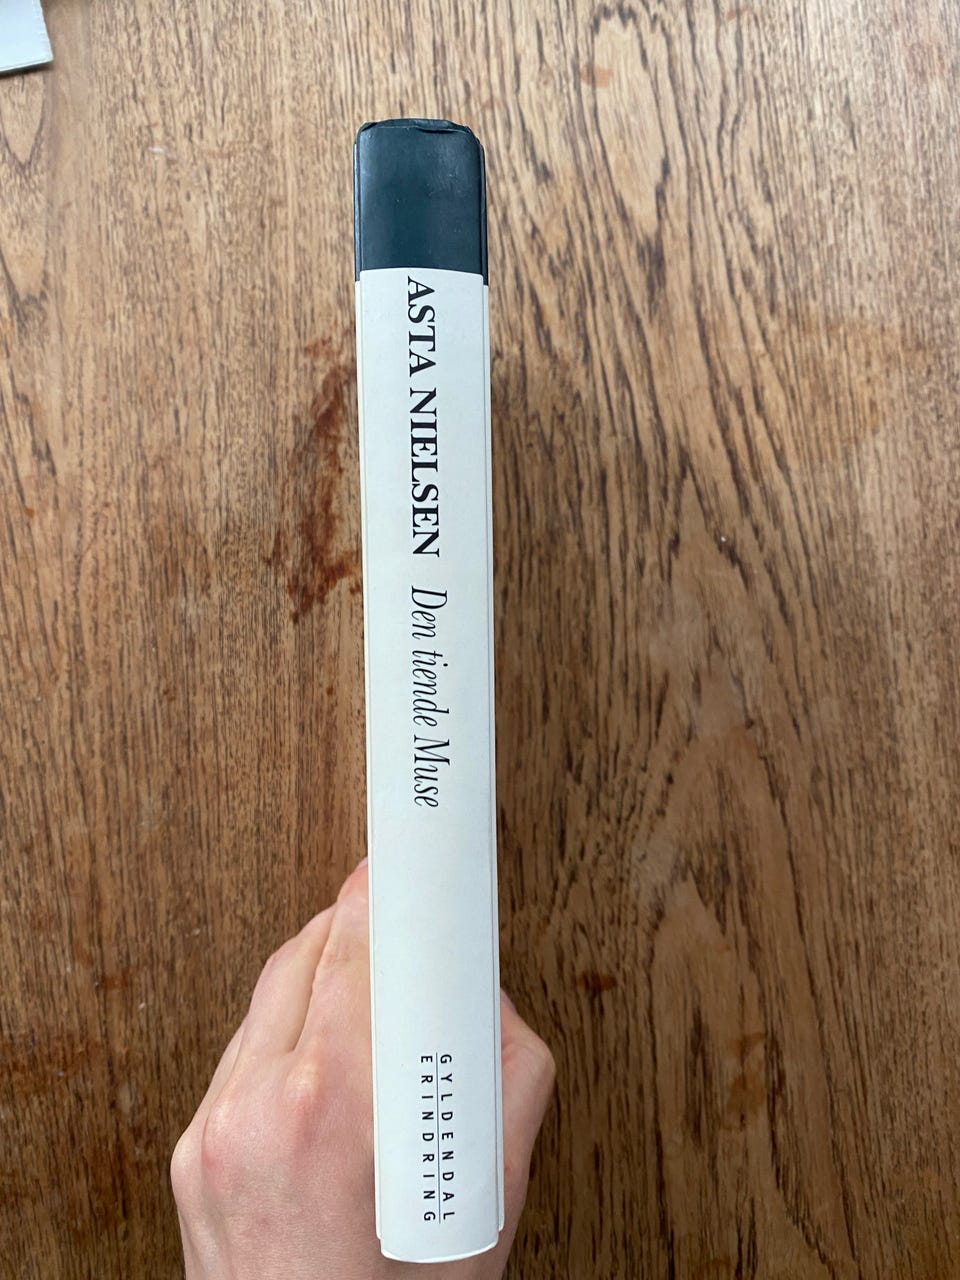 ASTA NIELSEN Den tiende Muse
GYLDENDAL
ERINDRING